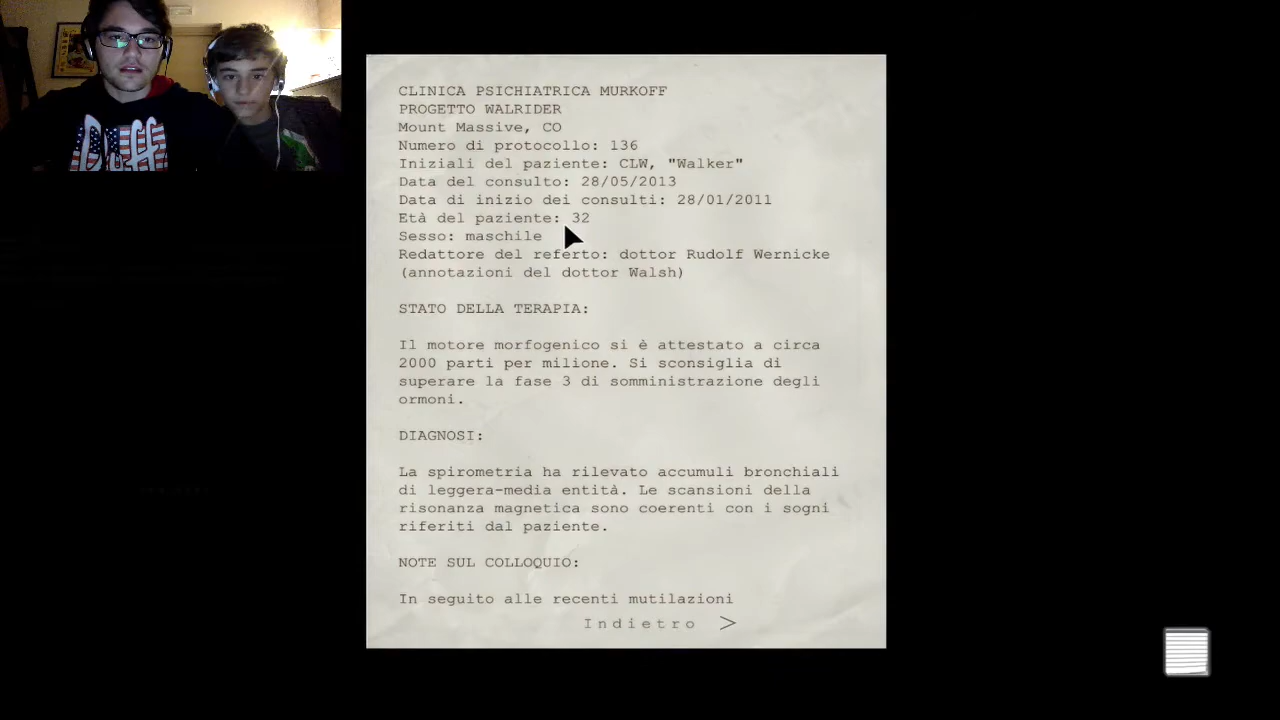 CLINICA PSICHIATRICA MURKOFF
PROGETTO WALRIDER
Mount Massive, CO
Numero di protocollo: 136
Iniziali del paziente: CLW, "Walker"
Data del consulto: 28/05/2013
Data di inizio dei consulti: 28/01/2011
Età del paziente: 32
Sesso: maschile
Redattore del referto: dottor Rudolf Wernicke
(annotazioni del dottor Walsh)
STATO DELLA TERAPIA:
Il motore morfogenico si è attestato a circa
2000 parti per milione. Si sconsiglia di
superare la fase 3 di somministrazione degli
ormoni.
DIAGNOSI:
La spirometria ha rilevato accumuli bronchiali
di leggera-media entità. Le scansioni della
risonanza magnetica sono coerenti con i sogni
riferiti dal paziente.
NOTE SUL COLLOQUIO:
In seguito alle recenti mutilazioni
Indietro >